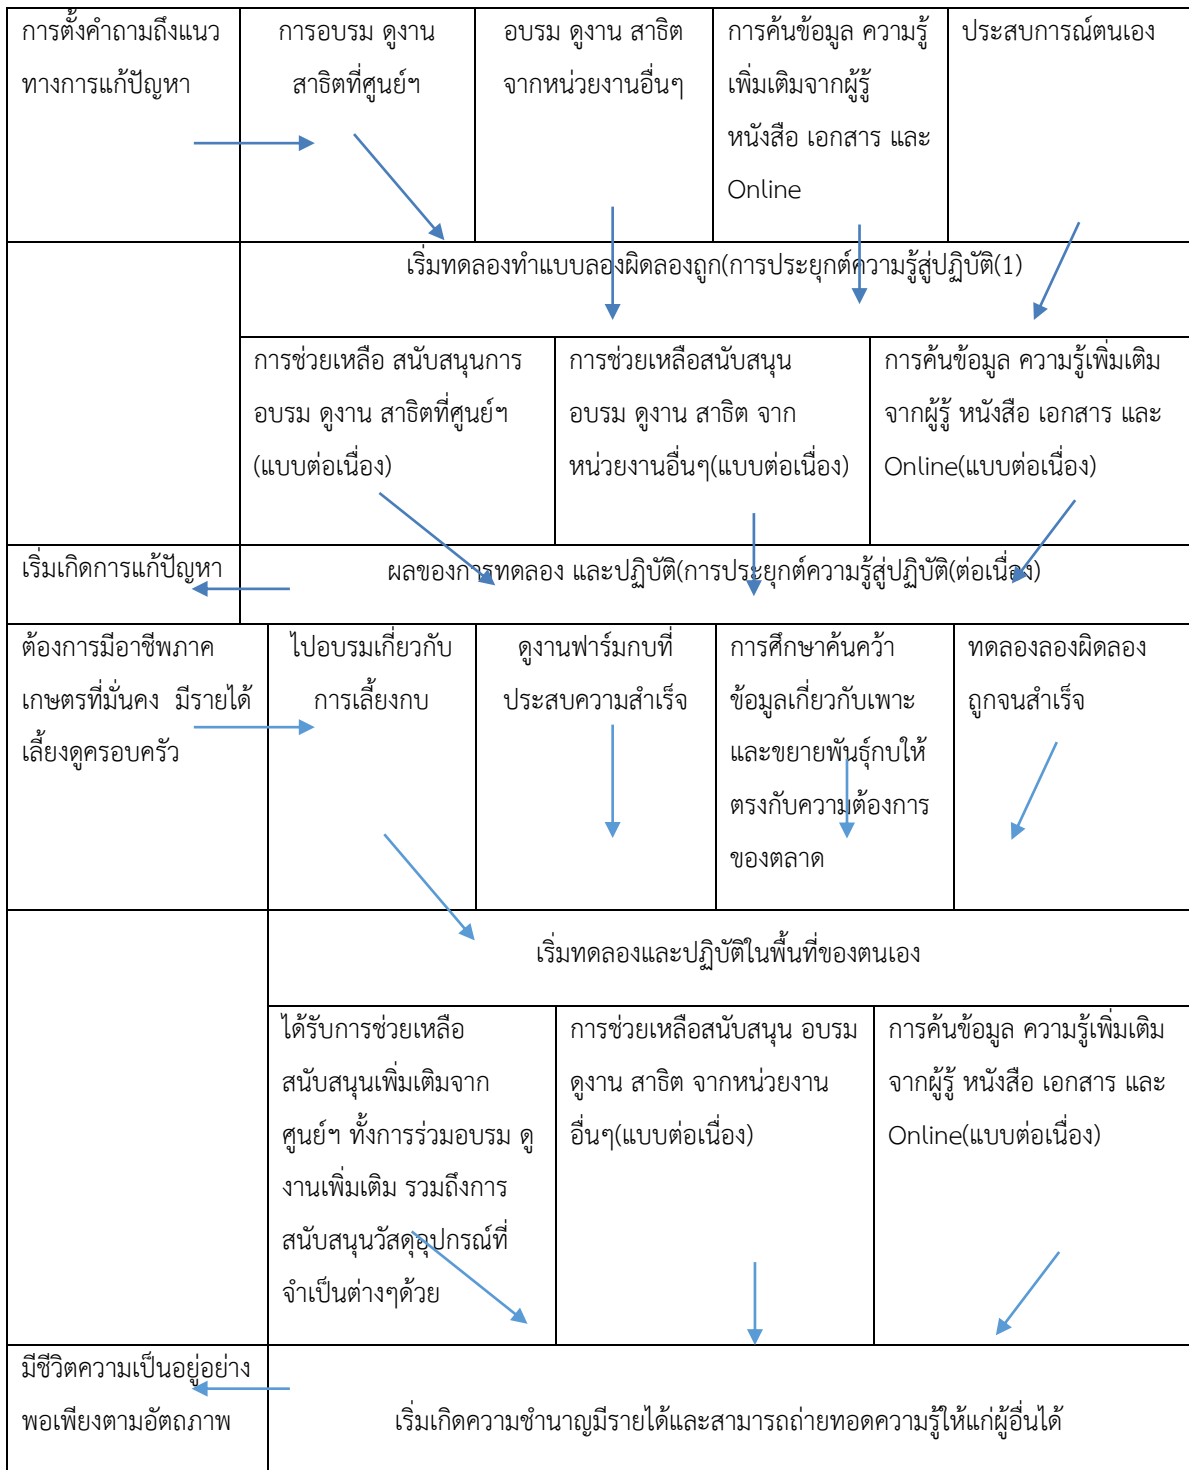 การตั้งคำถามถึงแนว
ทางการแก้ปัญหา
การอบรม ดูงาน
สาธิตที่ศูนย์ฯ
อบรม ดูงาน สาธิต
จากหน่วยงานอื่นๆ
การค้นข้อมูล ความรู้
เพิ่มเติมจากผู้รู้
หนังสือ เอกสาร และ
Online
ประสบการณ์ตนเอง
เริ่มทดลองทำแบบลองผิดลองถูก(การประยุกต์ความรู้สู่ปฏิบัติ(1)
การช่วยเหลือ สนับสนุนการ
อบรม ดูงาน สาธิตที่ศูนย์ฯ
(แบบต่อเนื่อง)
การช่วยเหลือสนับสนุน
อบรม ดูงาน สาธิต จาก
หน่วยงานอื่นๆ(แบบต่อเนื่อง)
การค้นข้อมูล ความรู้เพิ่มเติม
จากผู้รู้ หนังสือ เอกสาร และ
Online(แบบต่อเนื่อง)
เริ่มเกิดการแก้ปัญหา
ผลของการทดลอง และปฏิบัติ(การประยุกต์ความรู้สู่ปฏิบัติ(ต่อเนื่อง)
ต้องการมีอาชีพภาค
เกษตรที่มั่นคง มีรายได้
เลี้ยงดูครอบครัว
ไปอบรมเกี่ยวกับ
การเลี้ยงกบ
ดูงานฟาร์มกบที่
ประสบความสำเร็จ
การศึกษาค้นคว้า
ข้อมูลเกี่ยวกับเพาะ
และขยายพันธุ์กบให้
ตรงกับความต้องการ
ของตลาด
ทดลองลองผิดลอง
ถูกจนสำเร็จ
เริ่มทดลองและปฏิบัติในพื้นที่ของตนเอง
ได้รับการช่วยเหลือ
สนับสนุนเพิ่มเติมจาก
ศูนย์ฯ ทั้งการร่วมอบรม ดู
งานเพิ่มเติม รวมถึงการ
สนับสนุนวัสดุอุปกรณ์ที่
จำเป็นต่างๆด้วย
การช่วยเหลือสนับสนุน อบรม
ดูงาน สาธิต จากหน่วยงาน
อื่นๆ(แบบต่อเนื่อง)
การค้นข้อมูล ความรู้เพิ่มเติม
จากผู้รู้ หนังสือ เอกสาร และ
Online(แบบต่อเนื่อง)
มีชีวิตความเป็นอยู่อย่าง
พอเพียงตามอัตถภาพ
เริ่มเกิดความชำนาญมีรายได้และสามารถถ่ายทอดความรู้ให้แก่ผู้อื่นได้